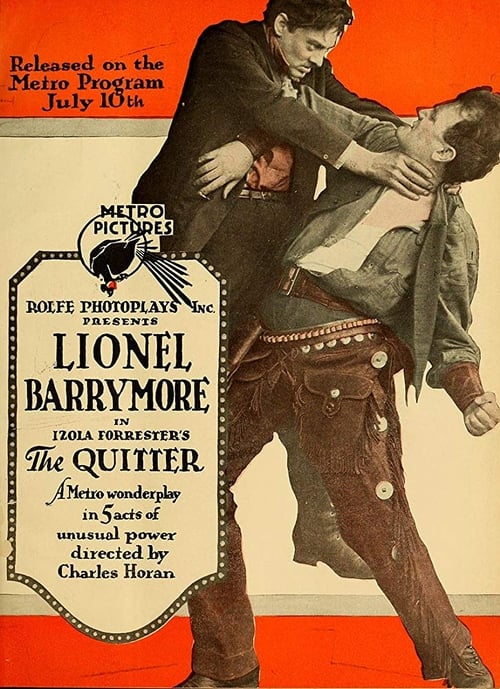 Released on the
Metro Program
July 10th
METRO
PICTURES
ROLFE PHOTOPLAYS INC.
PRESENTS
LIONEL
BARRYMORE
IN
IZOLA FORRESTER'S
The QUITTER
A Metro wonderplay
in 5 acts of
unusual power
directed by
Charles Horan